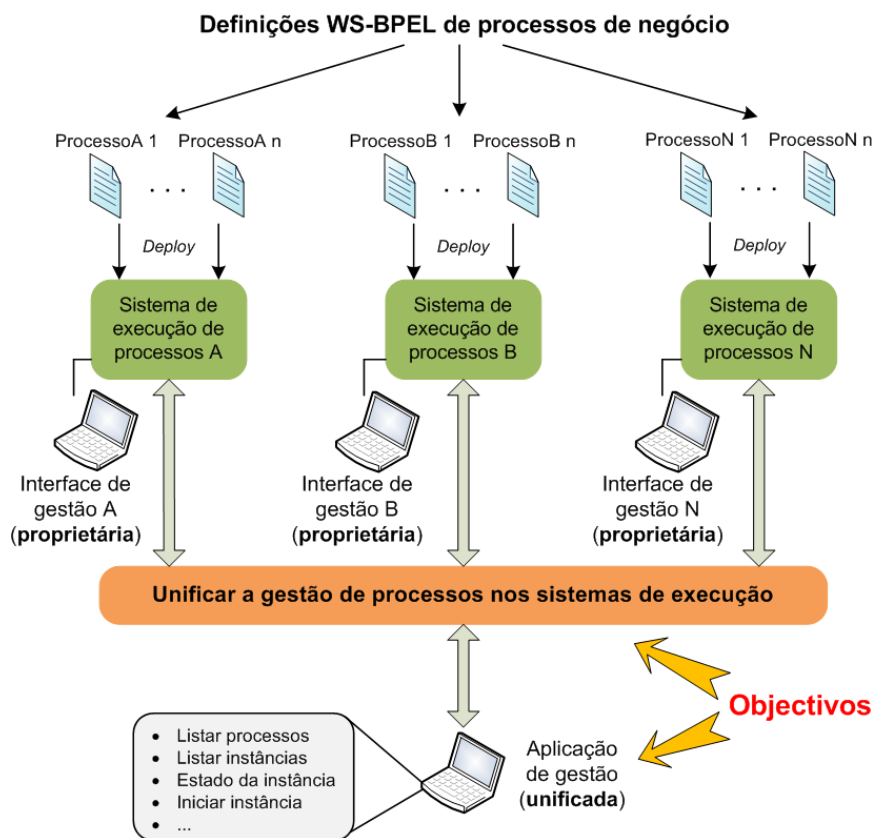 Definições WS-BPEL de processos de negócio
ProcessoA 1
ProcessoA n
ProcessoB 1
ProcessoB n
ProcessoN 1
ProcessoN n
. . .
. . .
. . .
Deploy
Deploy
Deploy
Sistema de
execução de
processos A
Sistema de
execução de
processos B
Sistema de
execução de
processos N
Interface de
gestão A
(proprietária)
Interface de
gestão B
(proprietária)
Interface de
gestão N
(proprietária)
Unificar a gestão de processos nos sistemas de execução
Objectivos
• Listar processos
• Listar instâncias
• Estado da instância
• Iniciar instância
• ...
Aplicação
de gestão
(unificada)